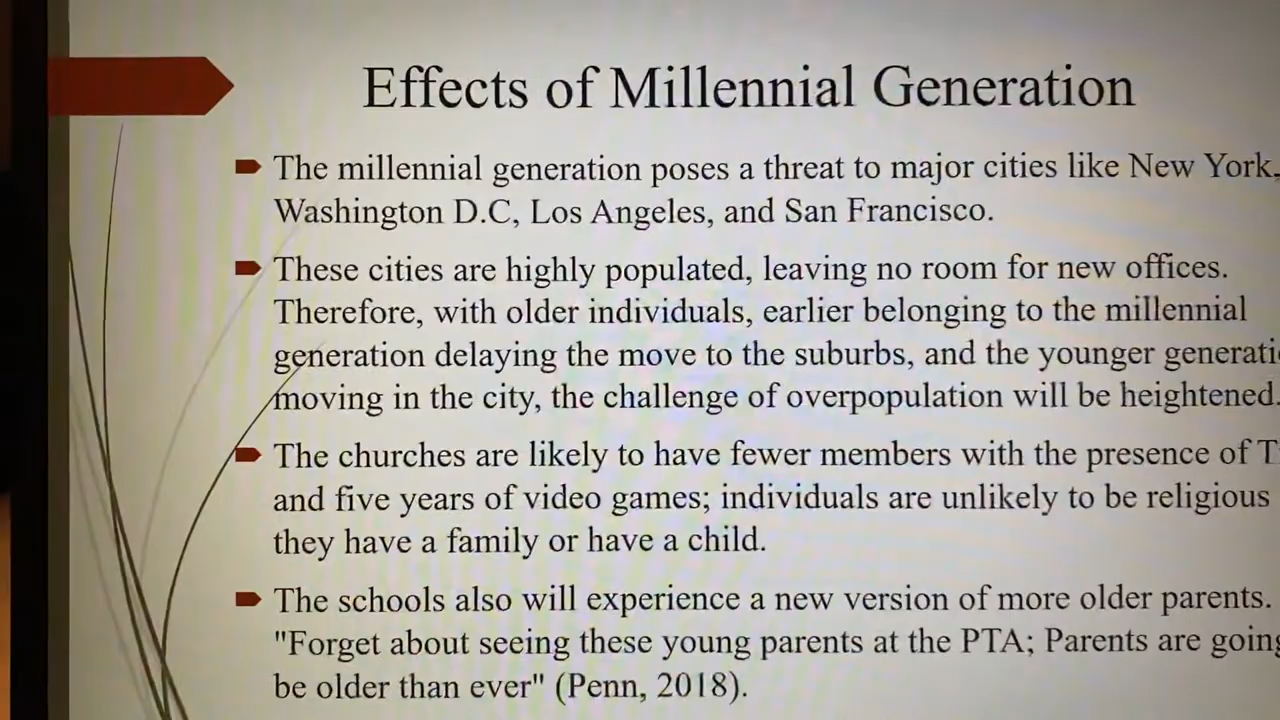 Effects of Millennial Generation
The millennial generation poses a threat to major cities like New York,
Washington D.C, Los Angeles, and San Francisco.
These cities are highly populated, leaving no room for new offices.
Therefore, with older individuals, earlier belonging to the millennial
generation delaying the move to the suburbs, and the younger
moving in the city, the challenge of overpopulation will be heightened.
The churches are likely to have fewer members with the presence of
and five years of video games; individuals are unlikely to be religious
they have a family or have a child.
The schools also will experience a new version of more older parents.
"Forget about seeing these young parents at the PTA; Parents are going
be older than ever" (Penn, 2018).